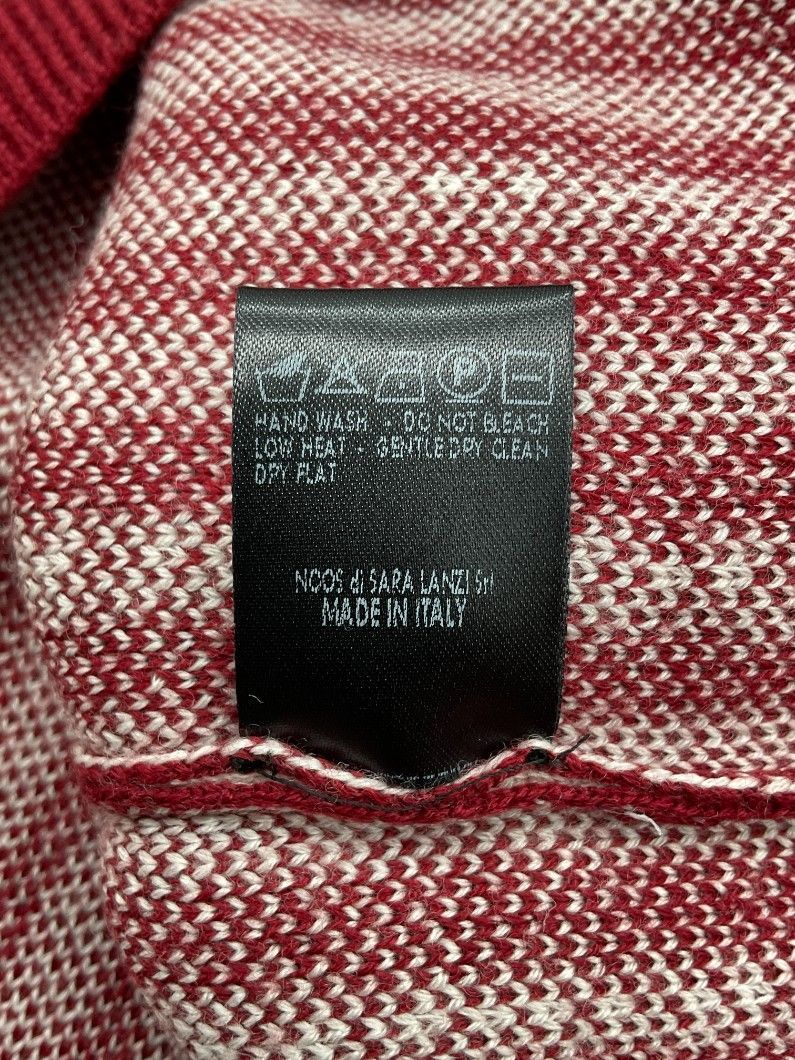 P
HAND WASH - DO NOT BLEACH
LOW HEAT - GENTLE DRY CLEAN
DRY FLAT
NOOS di SARA LANZI Srl
MADE IN ITALY